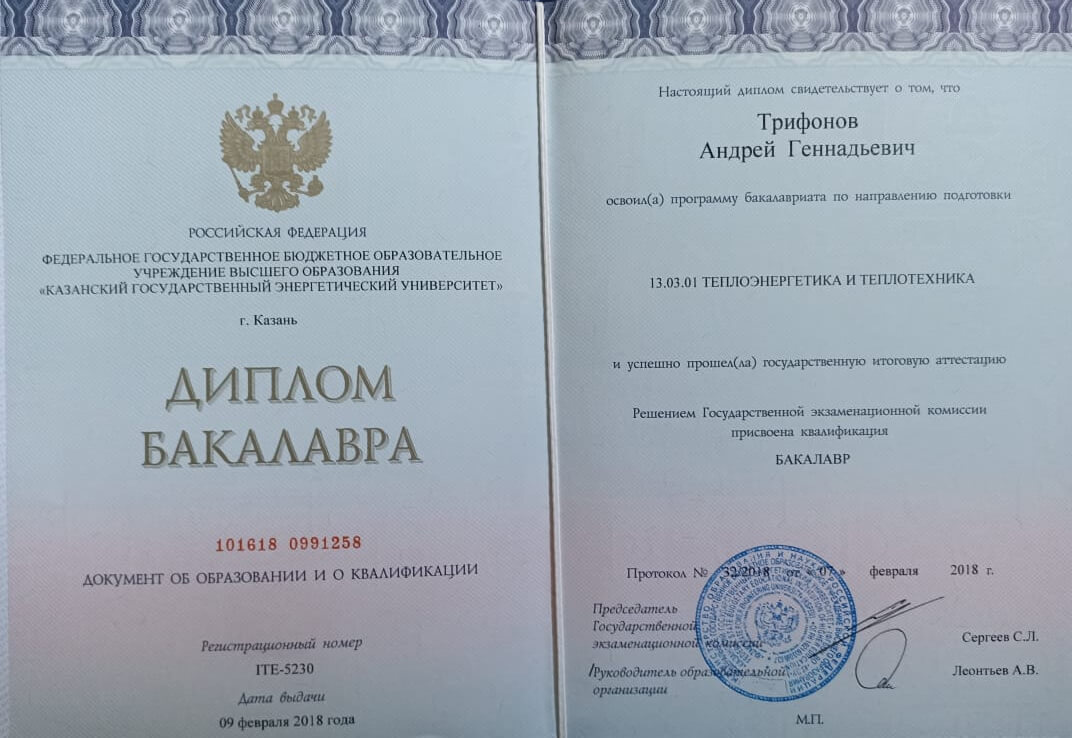 РОССИЙСКАЯ ФЕДЕРАЦИЯ
ФЕДЕРАЛЬНОЕ ГОСУДАРСТВЕННОЕ БЮДЖЕТНОЕ ОБРАЗОВАТЕЛЬНОЕ
УЧРЕЖДЕНИЕ ВЫСШЕГО ОБРАЗОВАНИЯ
«КАЗАНСКИЙ ГОСУДАРСТВЕННЫЙ ЭНЕРГЕТИЧЕСКИЙ УНИВЕРСИТЕТ»
г. Казань
ДИПЛОМ
БАКАЛАВРА
101618 0991258
ДОКУМЕНТ ОБ ОБРАЗОВАНИИ И О КВАЛИФИКАЦИИ
Регистрационный номер
ITE-5230
Дата выдачи
09 февраля 2018 года
Настоящий диплом свидетельствует о том, что
Трифонов
Андрей Геннадьевич
освоил(а) программу бакалавриата по направлению подготовки
13.03.01 ТЕПЛОЭНЕРГЕТИКА И ТЕПЛОТЕХНИКА
и успешно прошел(ла) государственную итоговую аттестацию
Решением Государственной экзаменационной комиссии
присвоена квалификация
БАКАЛАВР
Протокол № 32/2018 от « 07 » февраля 2018 г.
Председатель
Государственной
экзаменационной комиссии
Сергеев С.Л.
Руководитель образовательной
организации
Леонтьев А.В.
М.П.